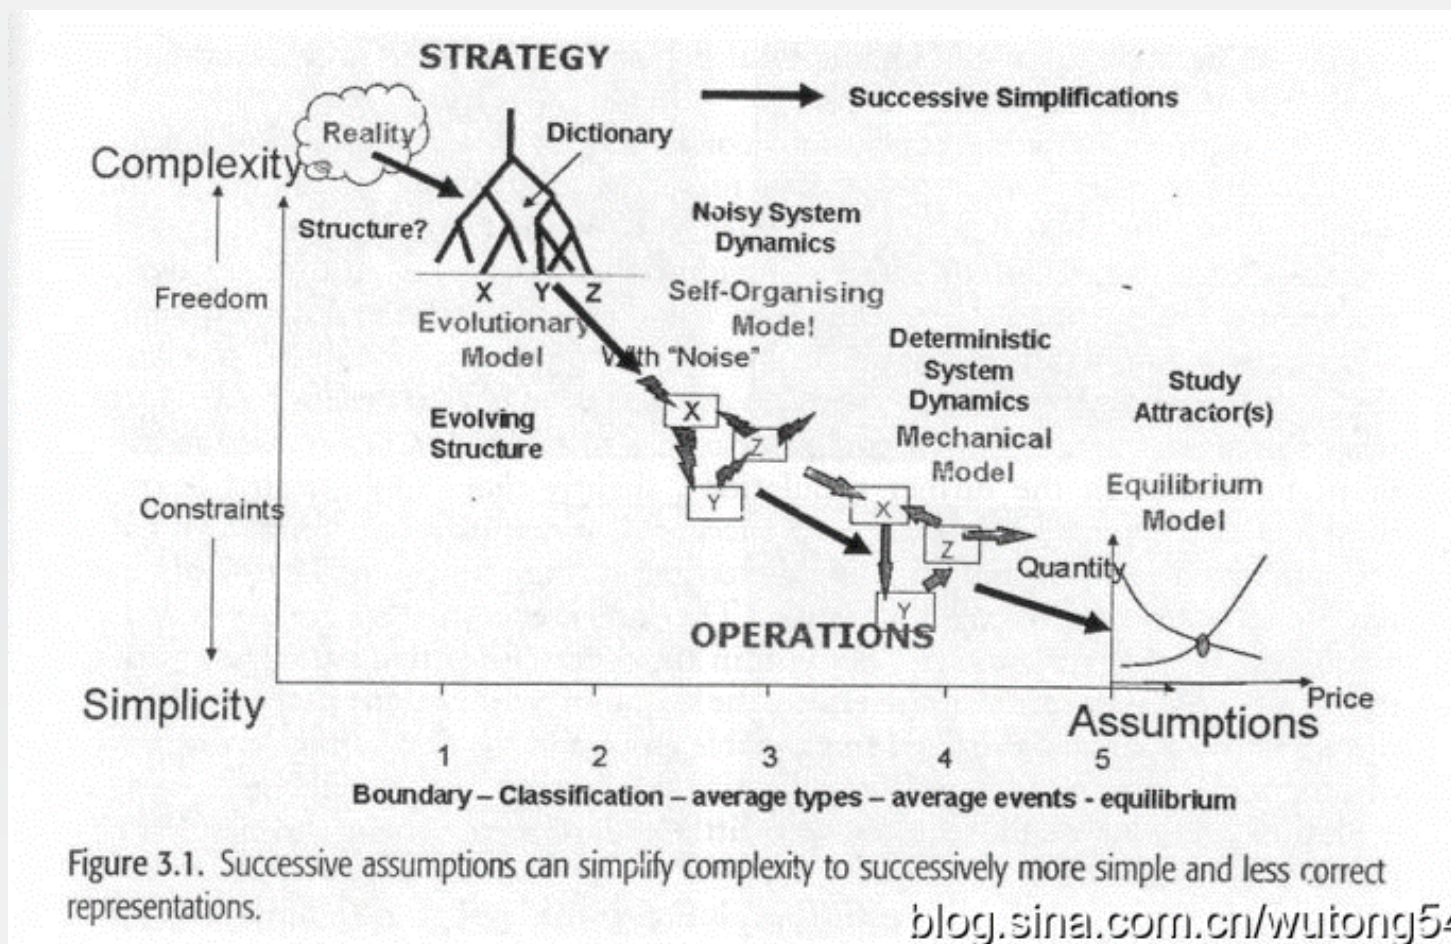 STRATEGY
Successive Simplifications
Reality
Dictionary
Complexity
Structure?
Noisy System
Dynamics
Freedom
X Y Z
Self-Organising
Mode!
Evolutionary
Model
With "Noise"
Deterministic
System
Dynamics
Study
Attractor(s)
Evolving
Structure
X
Z
Y
Mechanical
Model
Equilibrium
Model
Constraints
X
Z
Y
Quantity
OPERATIONS
Simplicity
Price
Assumptions
1 2 3 4 5
Boundary – Classification – average types – average events - equilibrium
Figure 3.1. Successive assumptions can simplify complexity to successively more simple and less correct
representations.
blog.sina.com.cn/wutong54